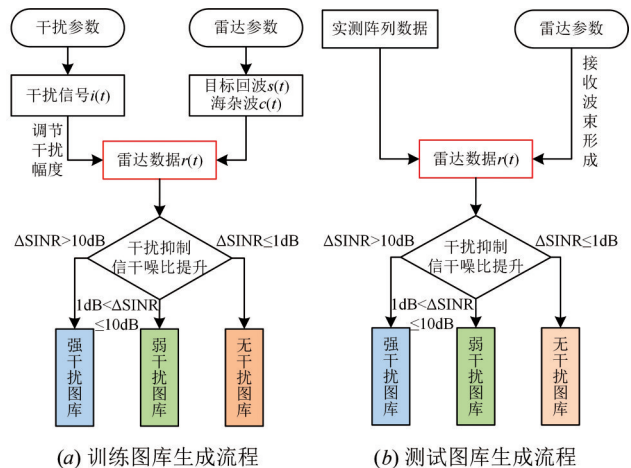 干扰参数
雷达参数
干扰信号i(t)
目标回波s(t)
海杂波c(t)
调节
干扰
幅度
雷达数据r(t)
ΔSINR>10dB
干扰抑制
信干噪比提升
ΔSINR≤1dB
1dB<ΔSINR
≤10dB
强干扰图库
弱干扰图库
无干扰图库
(a) 训练图库生成流程
实测阵列数据
雷达参数
接收波束形成
雷达数据r(t)
ΔSINR>10dB
干扰抑制
信干噪比提升
ΔSINR≤1dB
1dB<ΔSINR
≤10dB
强干扰图库
弱干扰图库
无干扰图库
(b) 测试图库生成流程